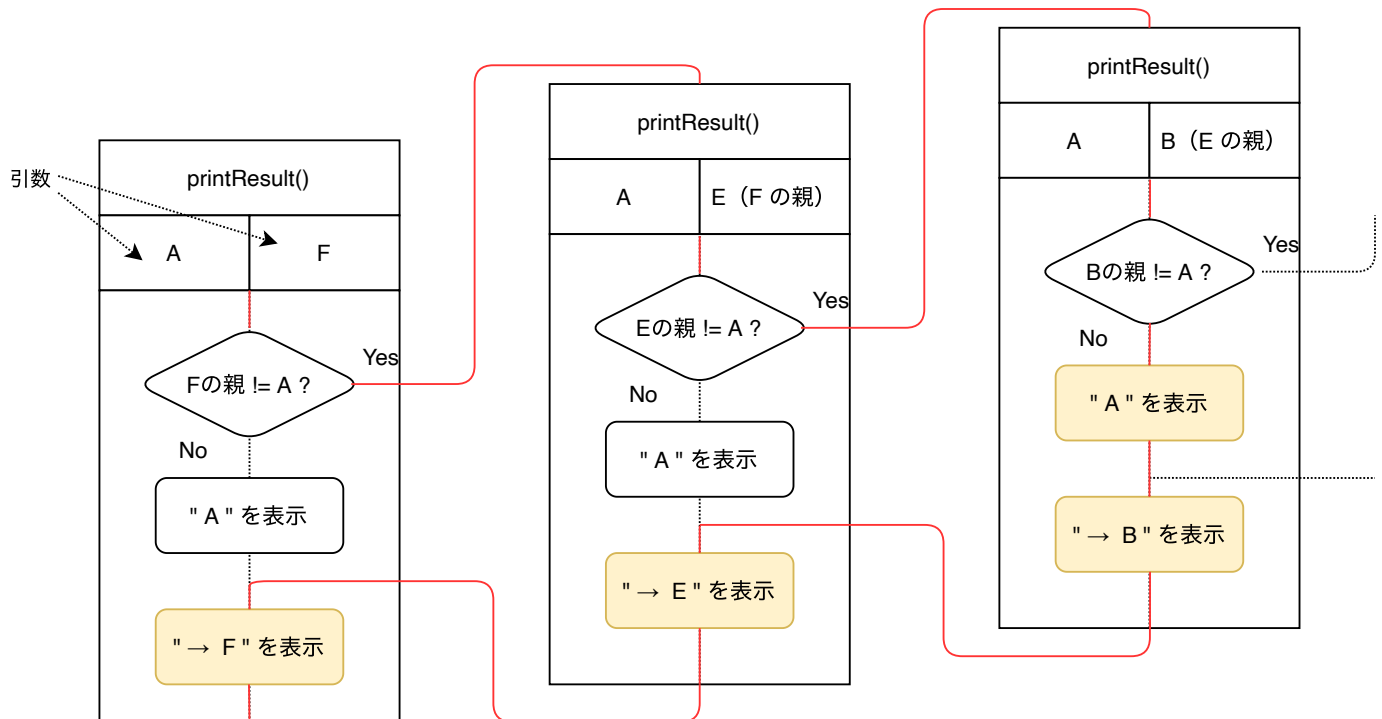 引数
printResult()
A
F
Fの親 != A ?
Yes
No
" A " を表示
" → F " を表示
printResult()
A
E（F の親）
Eの親 != A ?
Yes
No
" A " を表示
" → E " を表示
printResult()
A
B（E の親）
Bの親 != A ?
Yes
No
" A " を表示
" → B " を表示